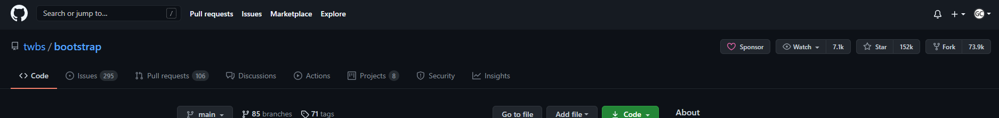 Search or jump to... / Pull requests Issues Marketplace Explore GC
twbs / bootstrap Sponsor Watch 7.1k Star 152k Fork 73.9k
Code Issues 295 Pull requests 106 Discussions Actions Projects 8 Security Insights
main 85 branches 71 tags Go to file Add file Code About